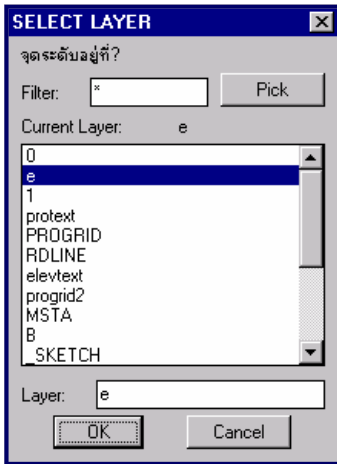 SELECT LAYER
จุดระดับอยู่ที่?
Filter: * Pick
Current Layer: e
0
e
1
protext
PROGRID
RDLINE
elevtext
progrid2
MSTA
B
_SKETCH
Layer: e
OK Cancel